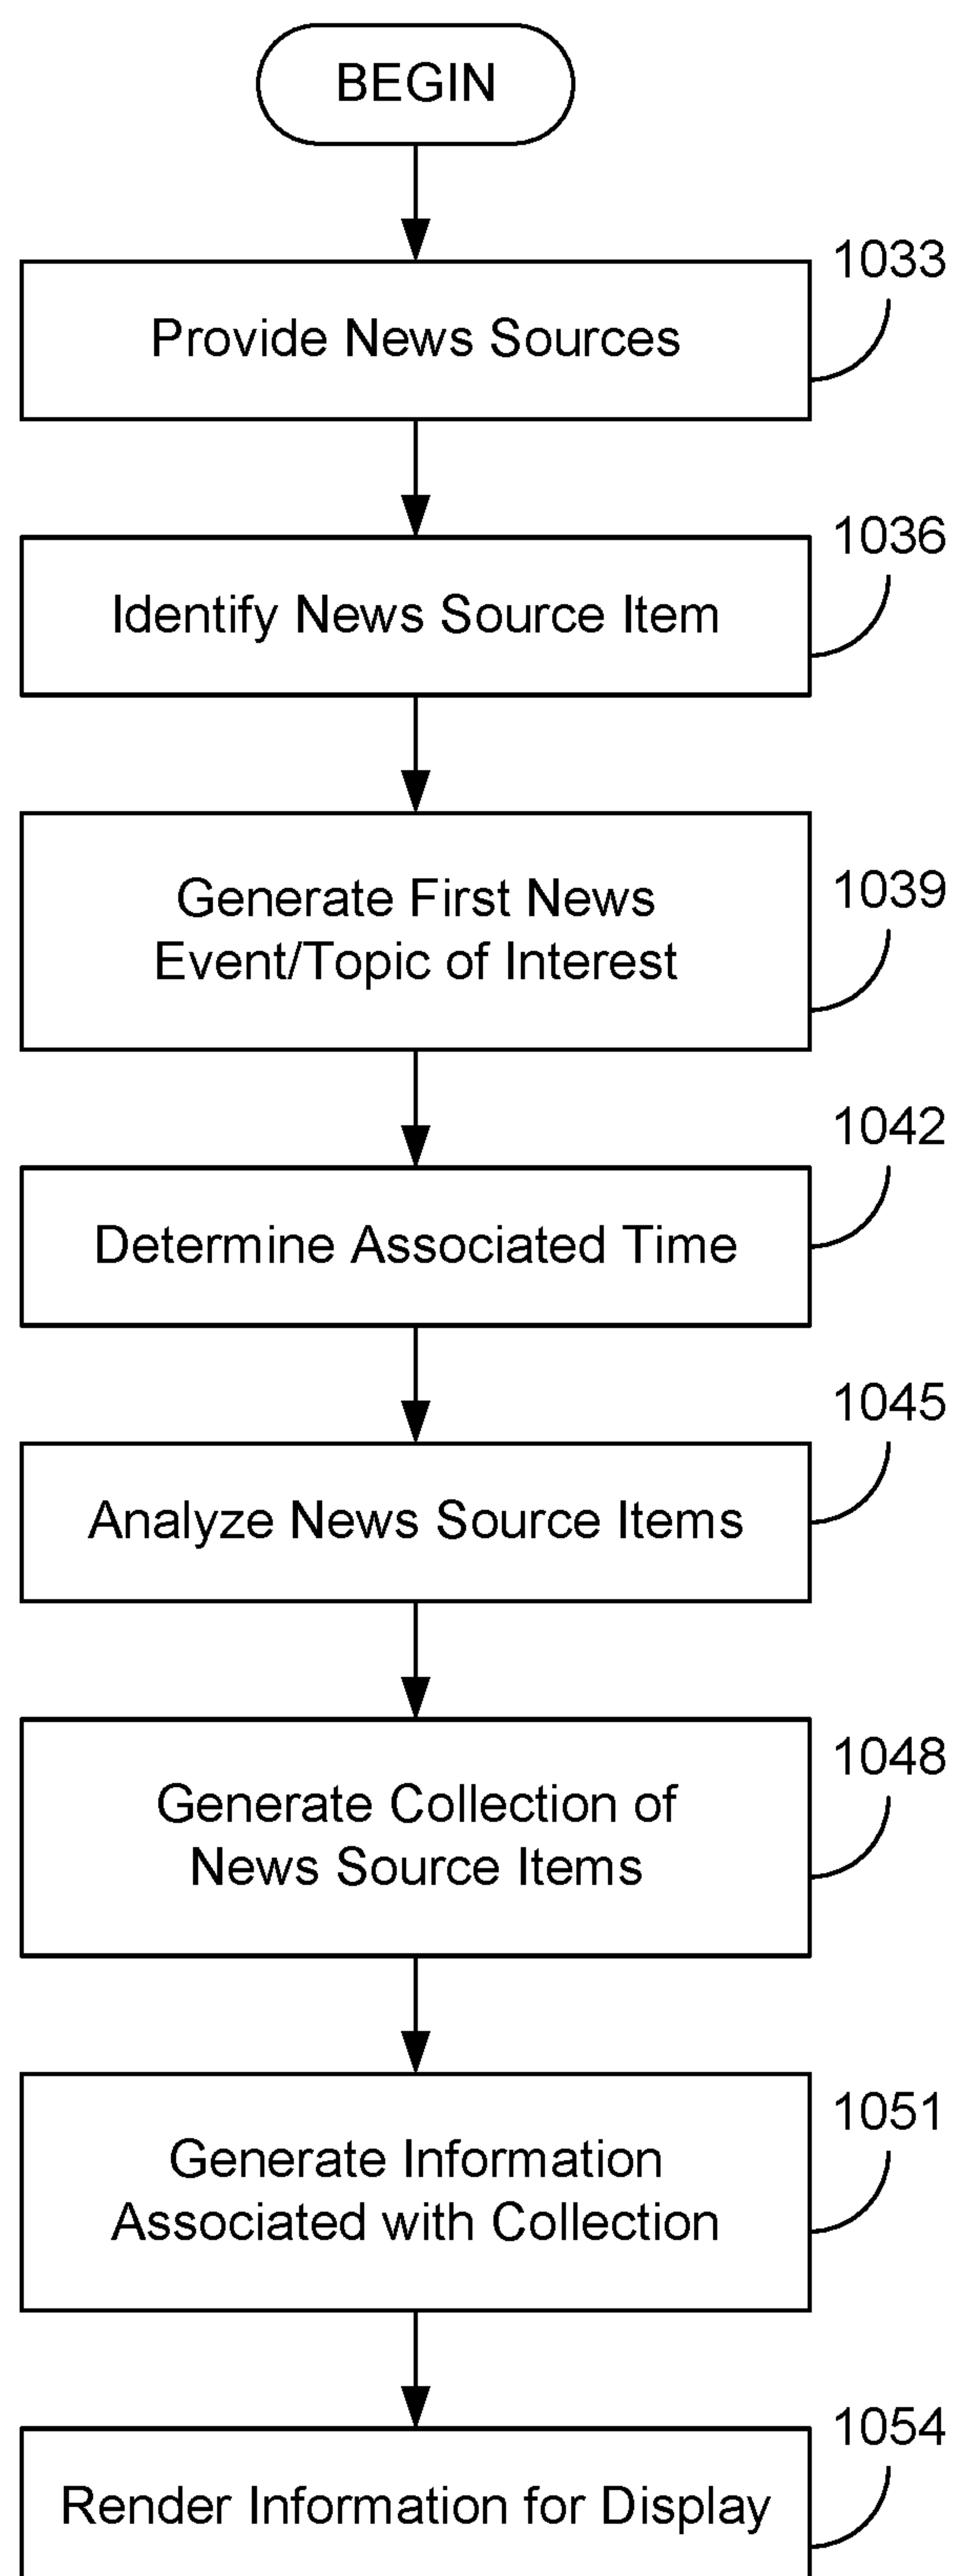 BEGIN
1033
Provide News Sources
1036
Identify News Source Item
1039
Generate First News
Event/Topic of Interest
1042
Determine Associated Time
1045
Analyze News Source Items
1048
Generate Collection of
News Source Items
1051
Generate Information
Associated with Collection
1054
Render Information for Display